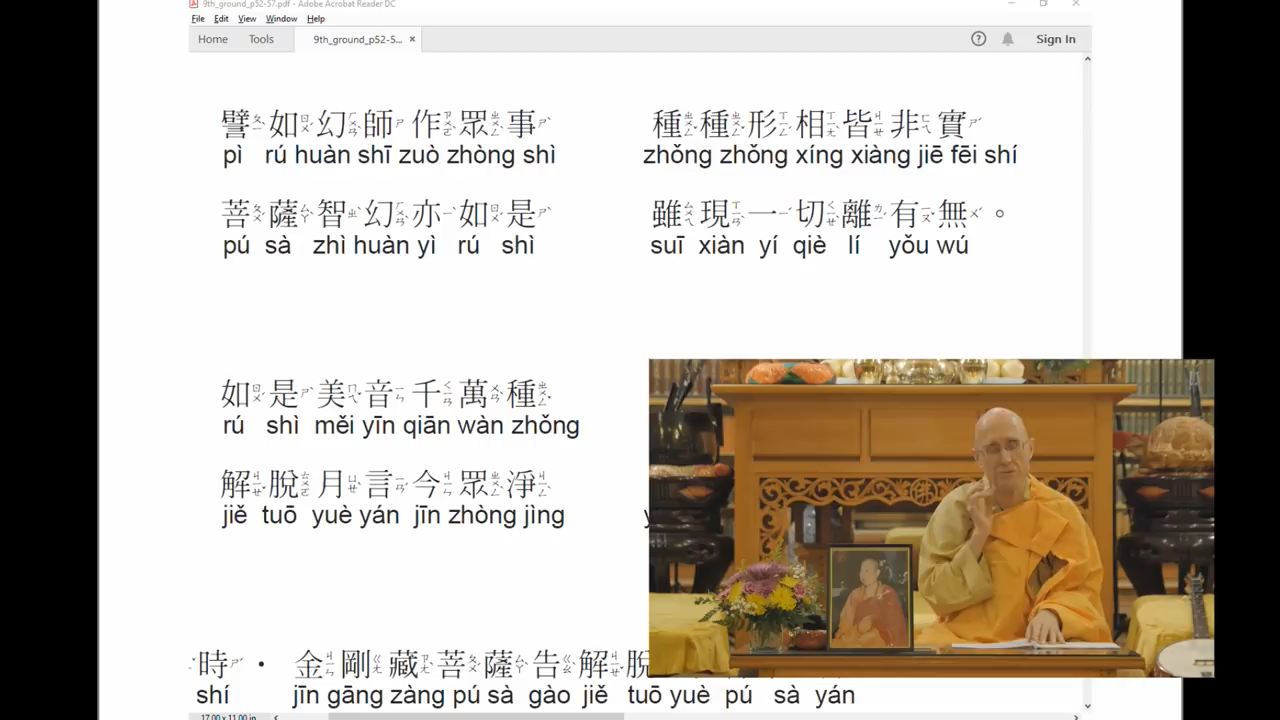 9th_ground_p52-57.pdf - Adobe Acrobat Reader DC
File Edit View Window Help
Home Tools 9th_ground_p52-5... × Sign In
譬如幻師作眾事 種種形相皆非實
pì rú huàn shī zuò zhòng shì zhǒng zhǒng xíng xiàng jiē fēi shí
菩薩智幻亦如是 雖現一切離有無。
pú sà zhì huàn yì rú shì suī xiàn yí qiè lí yǒu wú
如是美音千萬種
rú shì měi yīn qiān wàn zhǒng
解脫月言今眾淨
jiě tuō yuè yán jīn zhòng jìng
時·金剛藏菩薩告解脫
shí jīn gāng zàng pú sà gào jiě tuō yuè pú sà yán
17.00 x 11.00 in